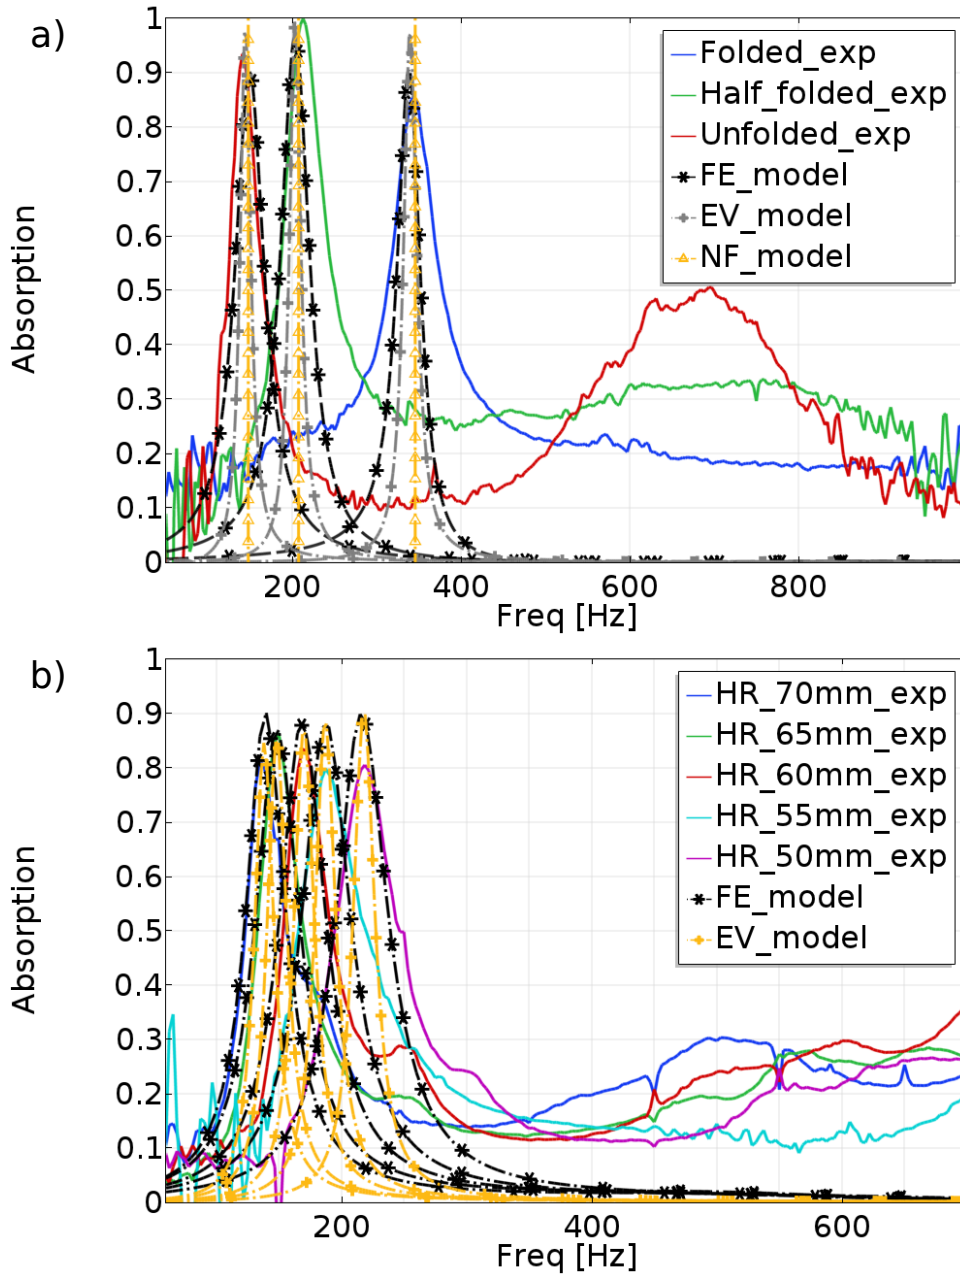 a)
1
0.9
0.8
0.7
0.6
0.5
0.4
0.3
0.2
0.1
0
Absorption
200 400 600 800
Freq [Hz]
Folded_exp
Half_folded_exp
Unfolded_exp
FE_model
EV_model
NF_model
b)
1
0.9
0.8
0.7
0.6
0.5
0.4
0.3
0.2
0.1
0
Absorption
200 400 600
Freq [Hz]
HR_70mm_exp
HR_65mm_exp
HR_60mm_exp
HR_55mm_exp
HR_50mm_exp
FE_model
EV_model